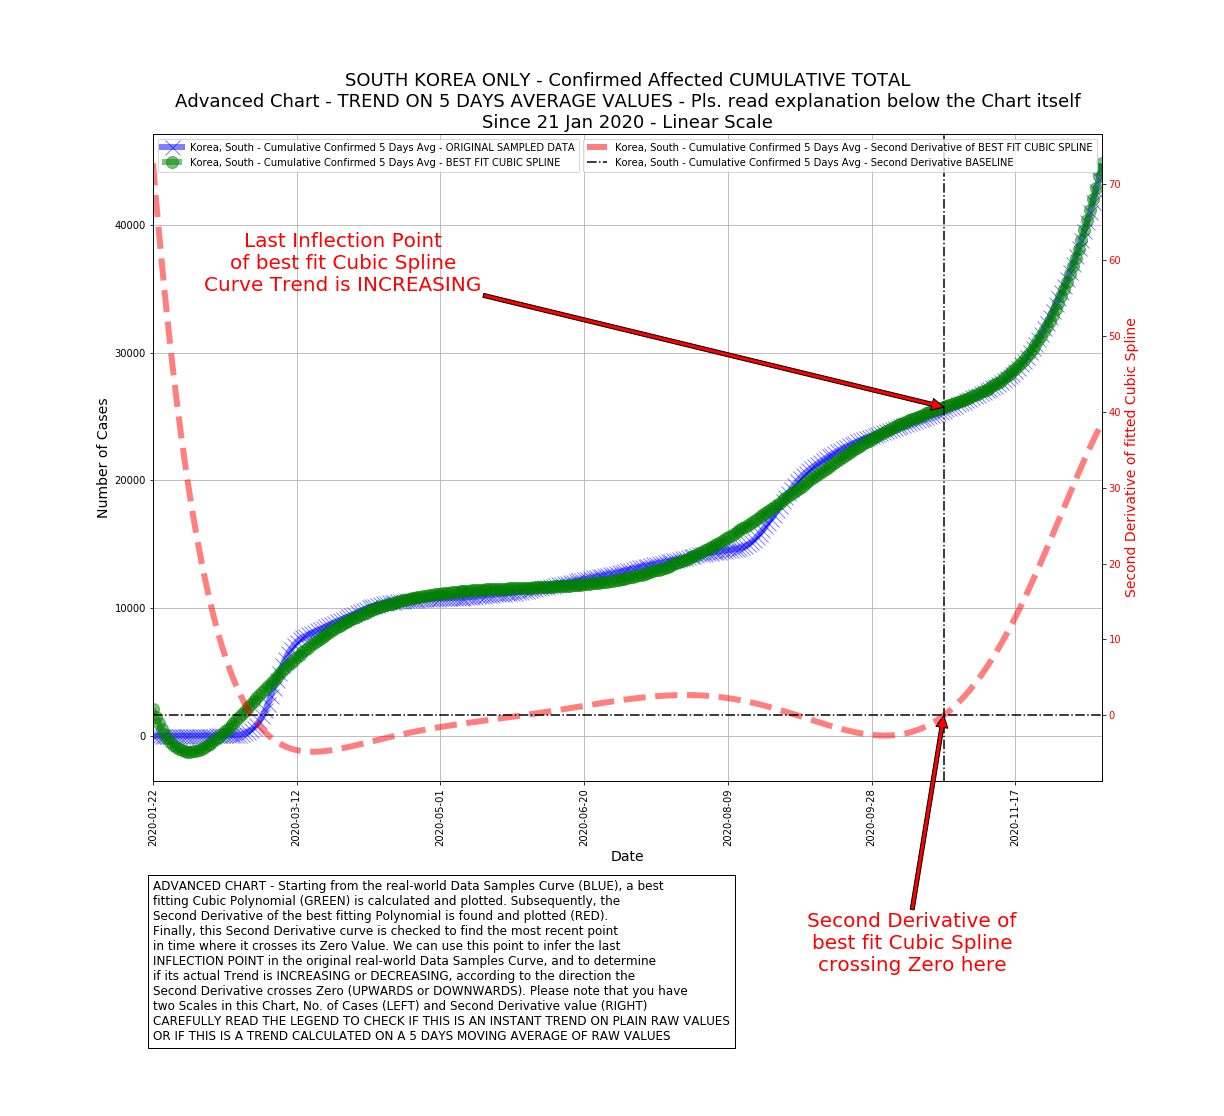 SOUTH KOREA ONLY - Confirmed Affected CUMULATIVE TOTAL
Advanced Chart - TREND ON 5 DAYS AVERAGE VALUES - Pls. read explanation below the Chart itself
Since 21 Jan 2020 - Linear Scale
Korea, South - Cumulative Confirmed 5 Days Avg - ORIGINAL SAMPLED DATA
Korea, South - Cumulative Confirmed 5 Days Avg - BEST FIT CUBIC SPLINE
Korea, South - Cumulative Confirmed 5 Days Avg - Second Derivative of BEST FIT CUBIC SPLINE
Korea, South - Cumulative Confirmed 5 Days Avg - Second Derivative BASELINE
Last Inflection Point
of best fit Cubic Spline
Curve Trend is INCREASING
Number of Cases
40000
30000
20000
10000
0
70
60
50
40
30
20
10
0
Second Derivative of fitted Cubic Spline
2020-01-22
2020-03-12
2020-05-01
2020-06-20
2020-08-09
2020-09-28
2020-11-17
Date
ADVANCED CHART - Starting from the real-world Data Samples Curve (BLUE), a best
fitting Cubic Polynomial (GREEN) is calculated and plotted. Subsequently, the
Second Derivative of the best fitting Polynomial is found and plotted (RED).
Finally, this Second Derivative curve is checked to find the most recent point
in time where it crosses its Zero Value. We can use this point to infer the last
INFLECTION POINT in the original real-world Data Samples Curve, and to determine
if its actual Trend is INCREASING or DECREASING, according to the direction the
Second Derivative crosses Zero (UPWARDS or DOWNWARDS). Please note that you have
two Scales in this Chart, No. of Cases (LEFT) and Second Derivative value (RIGHT)
CAREFULLY READ THE LEGEND TO CHECK IF THIS IS AN INSTANT TREND ON PLAIN RAW VALUES
OR IF THIS IS A TREND CALCULATED ON A 5 DAYS MOVING AVERAGE OF RAW VALUES
Second Derivative of
best fit Cubic Spline
crossing Zero here